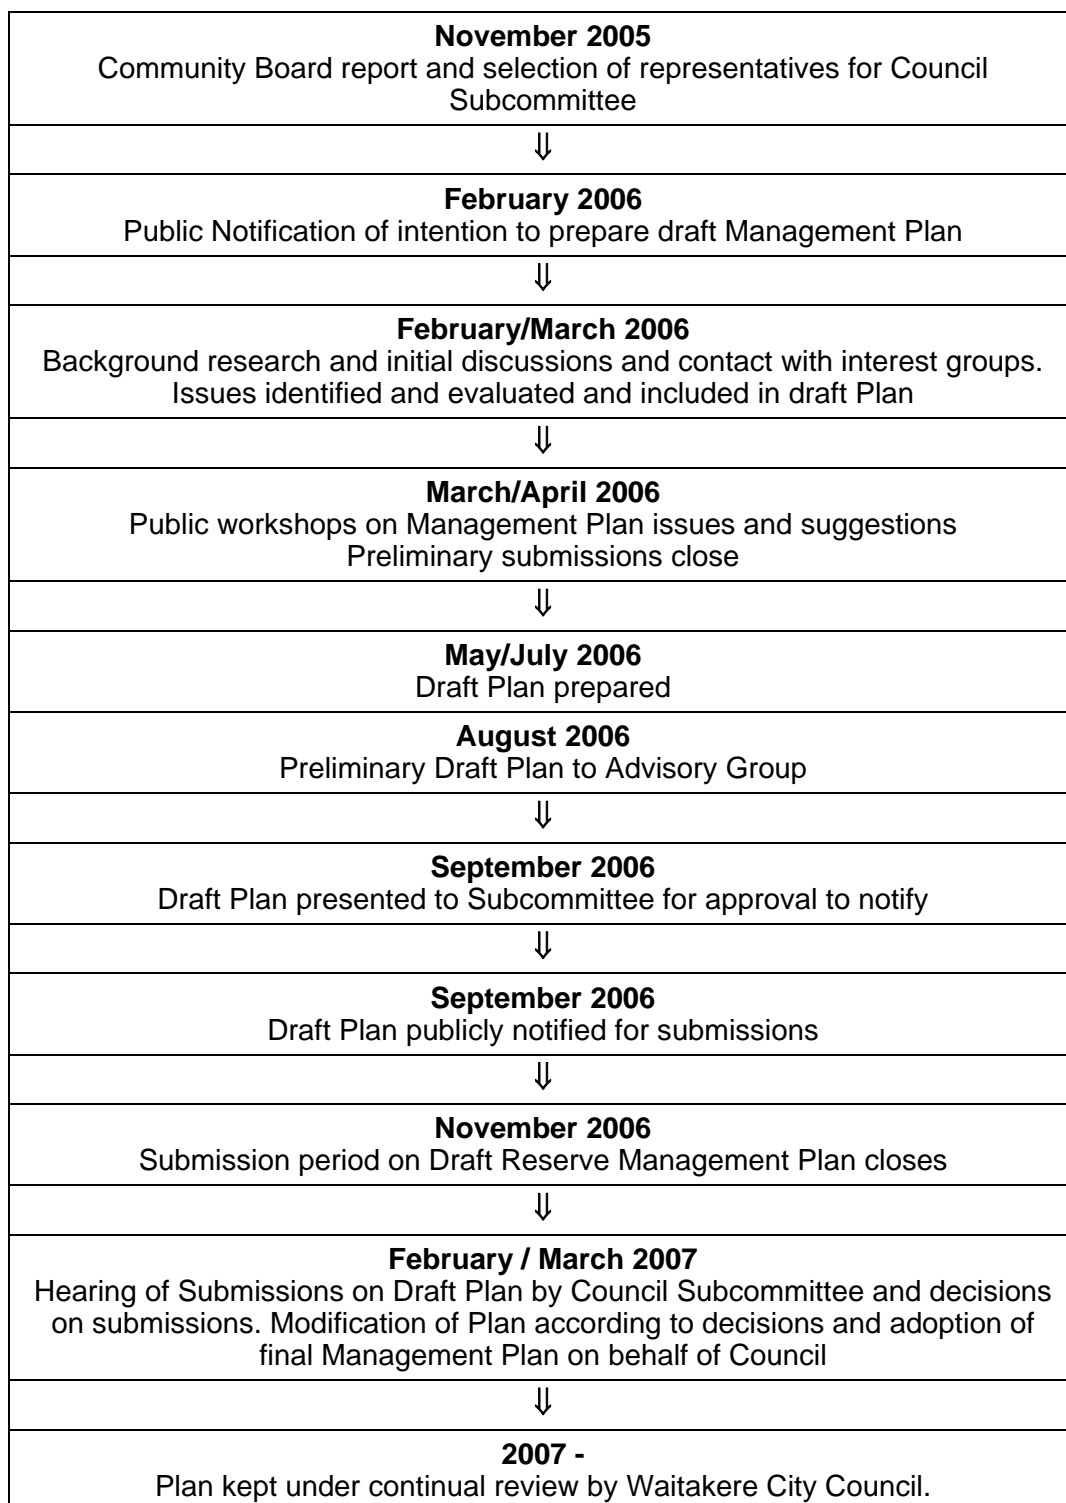 November 2005
Community Board report and selection of representatives for Council
Subcommittee
⇓
February 2006
Public Notification of intention to prepare draft Management Plan
⇓
February/March 2006
Background research and initial discussions and contact with interest groups.
Issues identified and evaluated and included in draft Plan
⇓
March/April 2006
Public workshops on Management Plan issues and suggestions
Preliminary submissions close
⇓
May/July 2006
Draft Plan prepared
August 2006
Preliminary Draft Plan to Advisory Group
⇓
September 2006
Draft Plan presented to Subcommittee for approval to notify
⇓
September 2006
Draft Plan publicly notified for submissions
⇓
November 2006
Submission period on Draft Reserve Management Plan closes
⇓
February / March 2007
Hearing of Submissions on Draft Plan by Council Subcommittee and decisions
on submissions. Modification of Plan according to decisions and adoption of
final Management Plan on behalf of Council
⇓
2007 -
Plan kept under continual review by Waitakere City Council.